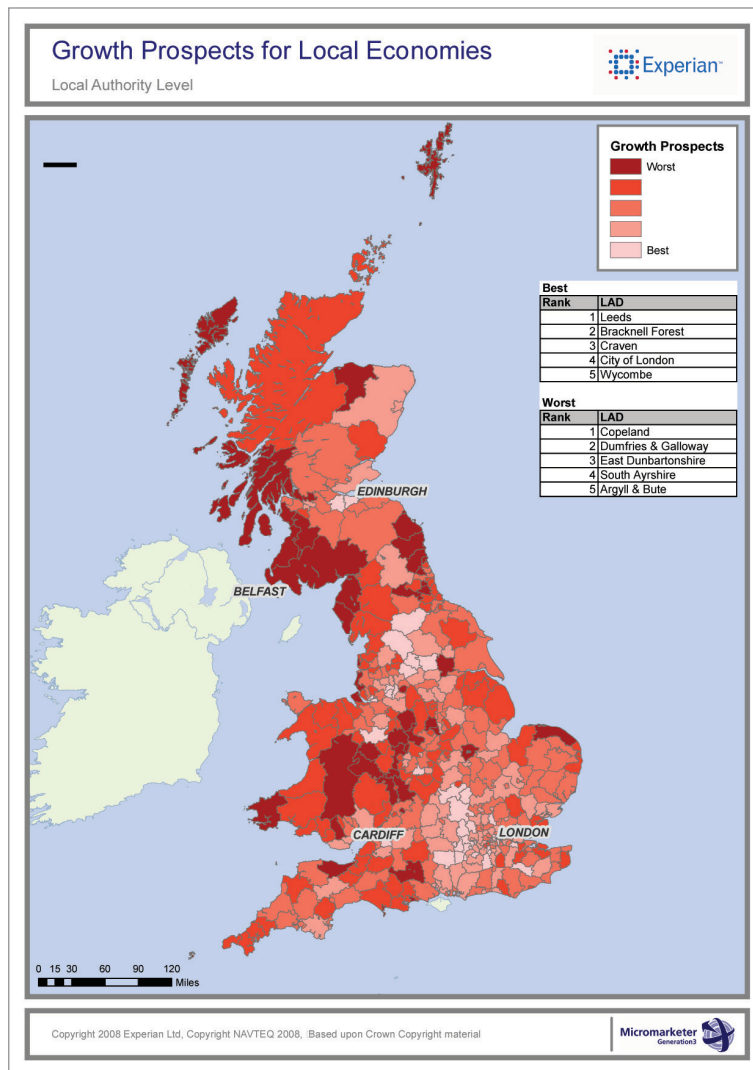 Growth Prospects for Local Economies
Local Authority Level
Experian™
Growth Prospects
Worst
Best
Best
Rank LAD
1 Leeds
2 Bracknell Forest
3 Craven
4 City of London
5 Wycombe
Worst
Rank LAD
1 Copeland
2 Dumfries & Galloway
3 East Dunbartonshire
4 South Ayrshire
5 Argyll & Bute
EDINBURGH
BELFAST
CARDIFF
LONDON
0 15 30 60 90 120
Miles
Copyright 2008 Experian Ltd, Copyright NAVTEQ 2008, Based upon Crown Copyright material
Micromarketer
Generation3